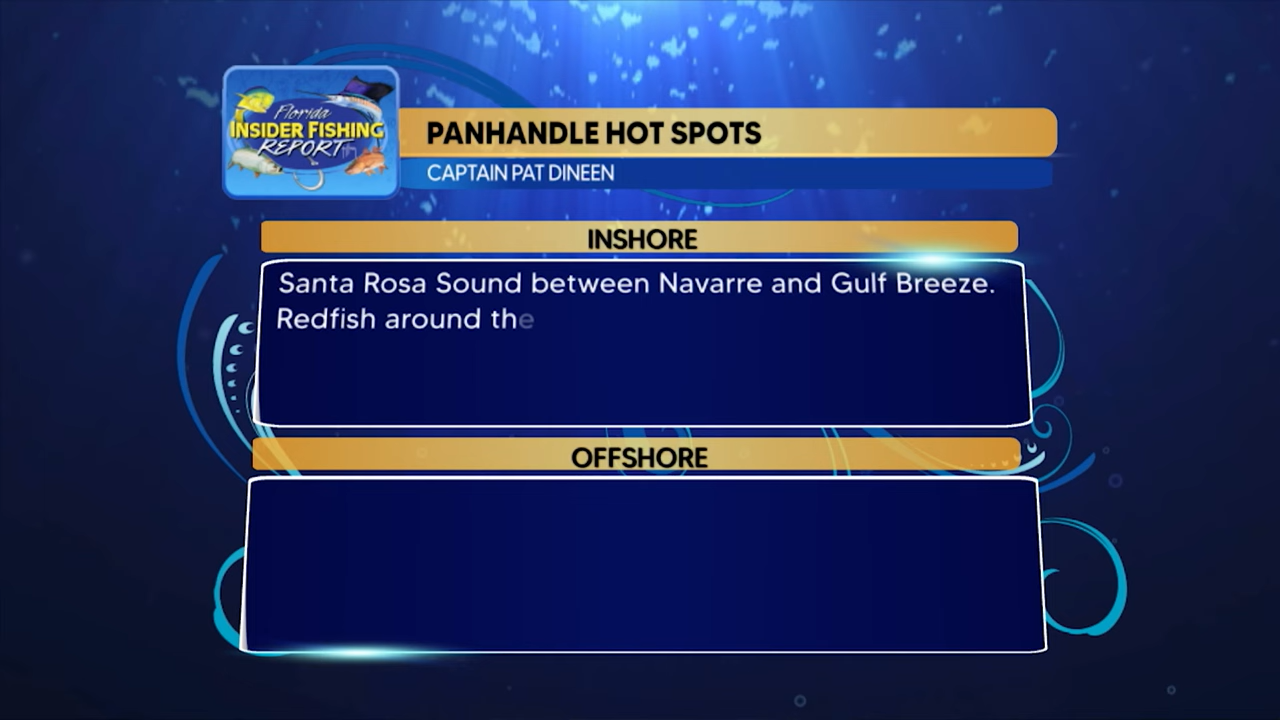 Florida
INSIDER FISHING
REPORT
PANHANDLE HOT SPOTS
CAPTAIN PAT DINEEN
INSHORE
Santa Rosa Sound between Navarre and Gulf Breeze.
Redfish around the
OFFSHORE